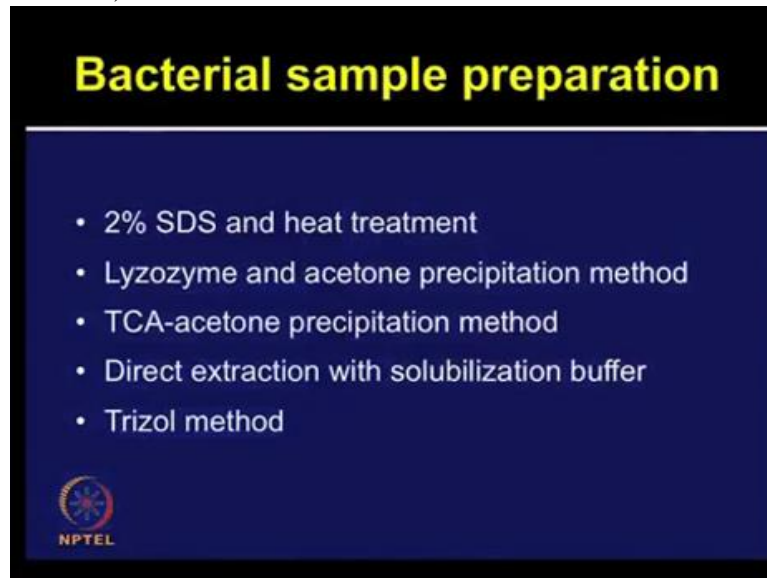 Bacterial sample preparation
• 2% SDS and heat treatment
• Lyzozyme and acetone precipitation method
• TCA-acetone precipitation method
• Direct extraction with solubilization buffer
• Trizol method
NPTEL